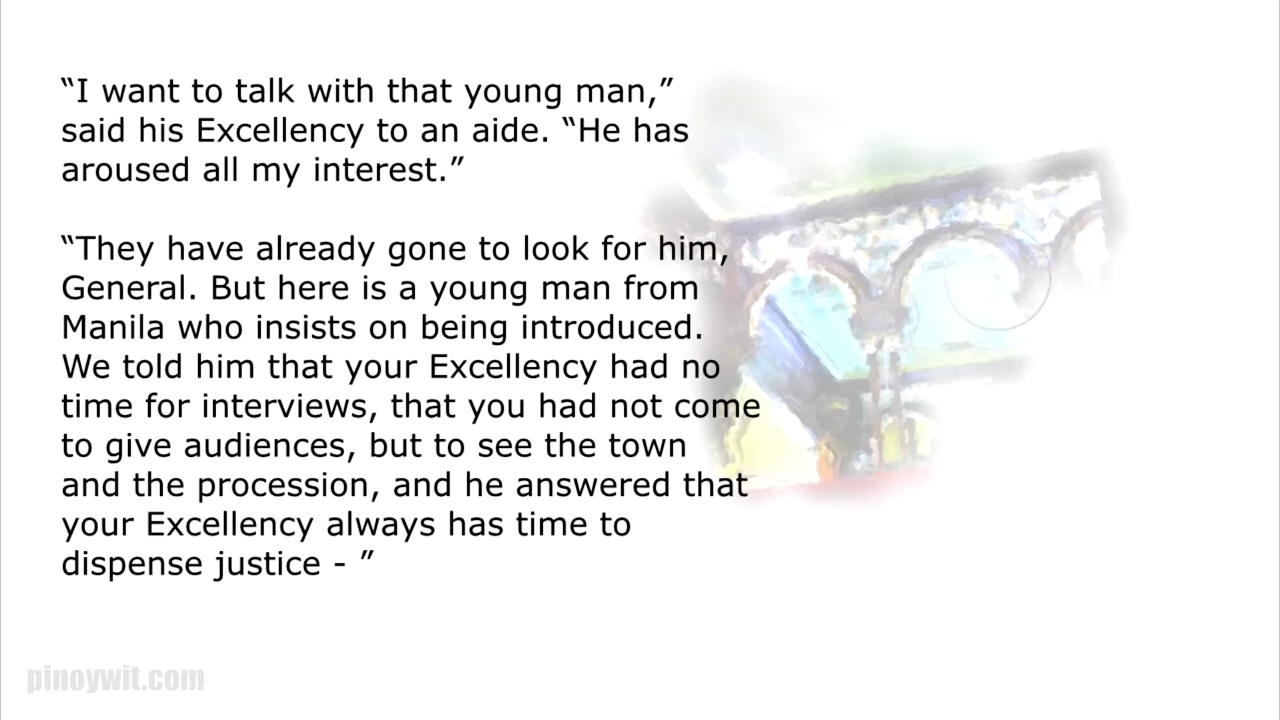 “I want to talk with that young man,”
said his Excellency to an aide. “He has
aroused all my interest.”
“They have already gone to look for him,
General. But here is a young man from
Manila who insists on being introduced.
We told him that your Excellency had no
time for interviews, that you had not come
to give audiences, but to see the town
and the procession, and he answered that
your Excellency always has time to
dispense justice - ”
pinoywit.com